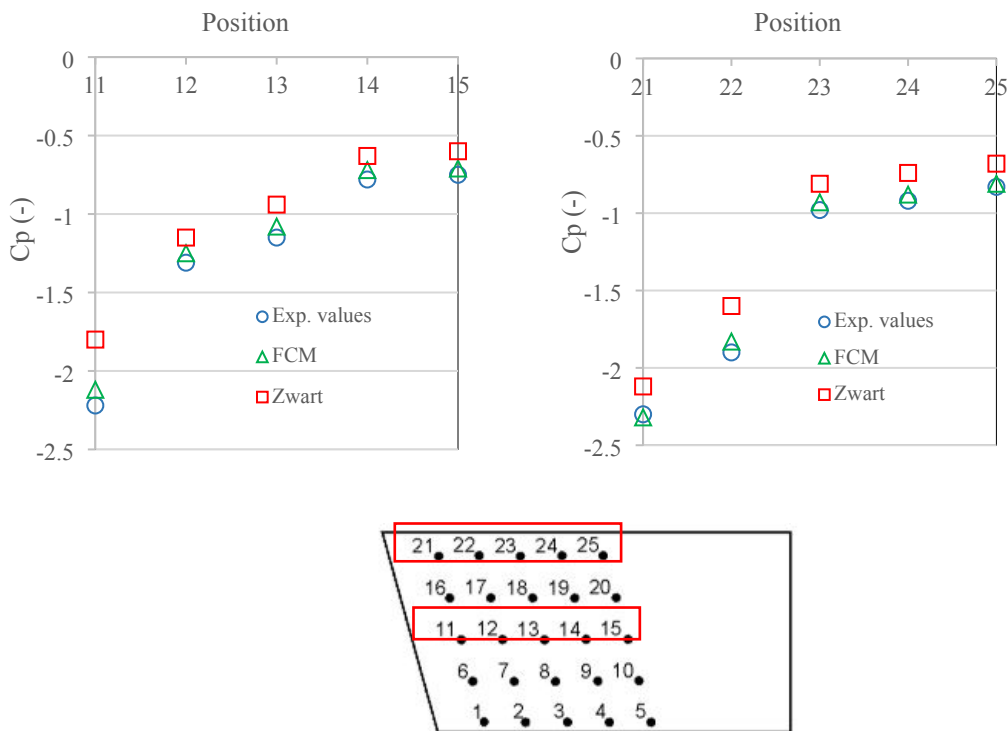 Position
0
11 12 13 14 15
-0.5
-1
-1.5
-2
-2.5
Cp (-)
Exp. values
FCM
Zwart
Position
0
21 22 23 24 25
-0.5
-1
-1.5
-2
-2.5
Cp (-)
Exp. values
FCM
Zwart
21 22 23 24 25
16 17 18 19 20
11 12 13 14 15
6 7 8 9 10
1 2 3 4 5